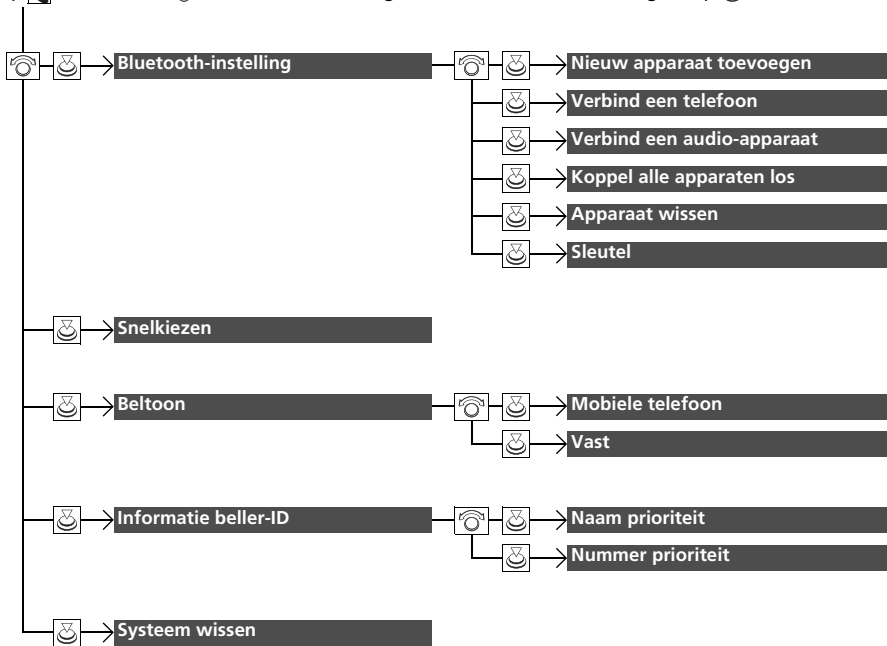 Bluetooth-instelling
Nieuw apparaat toevoegen
Verbind een telefoon
Verbind een audio-apparaat
Koppel alle apparaten los
Apparaat wissen
Sleutel
Snelkiezen
Beltoon
Mobiele telefoon
Vast
Informatie beller-ID
Naam prioriteit
Nummer prioriteit
Systeem wissen